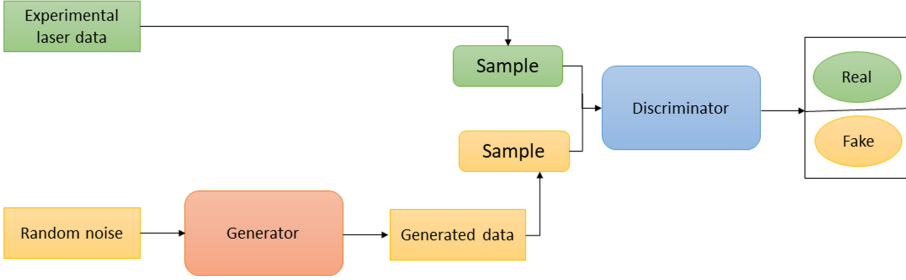 Experimental
laser data
Sample
Real
Discriminator
Fake
Sample
Random noise
Generator
Generated data